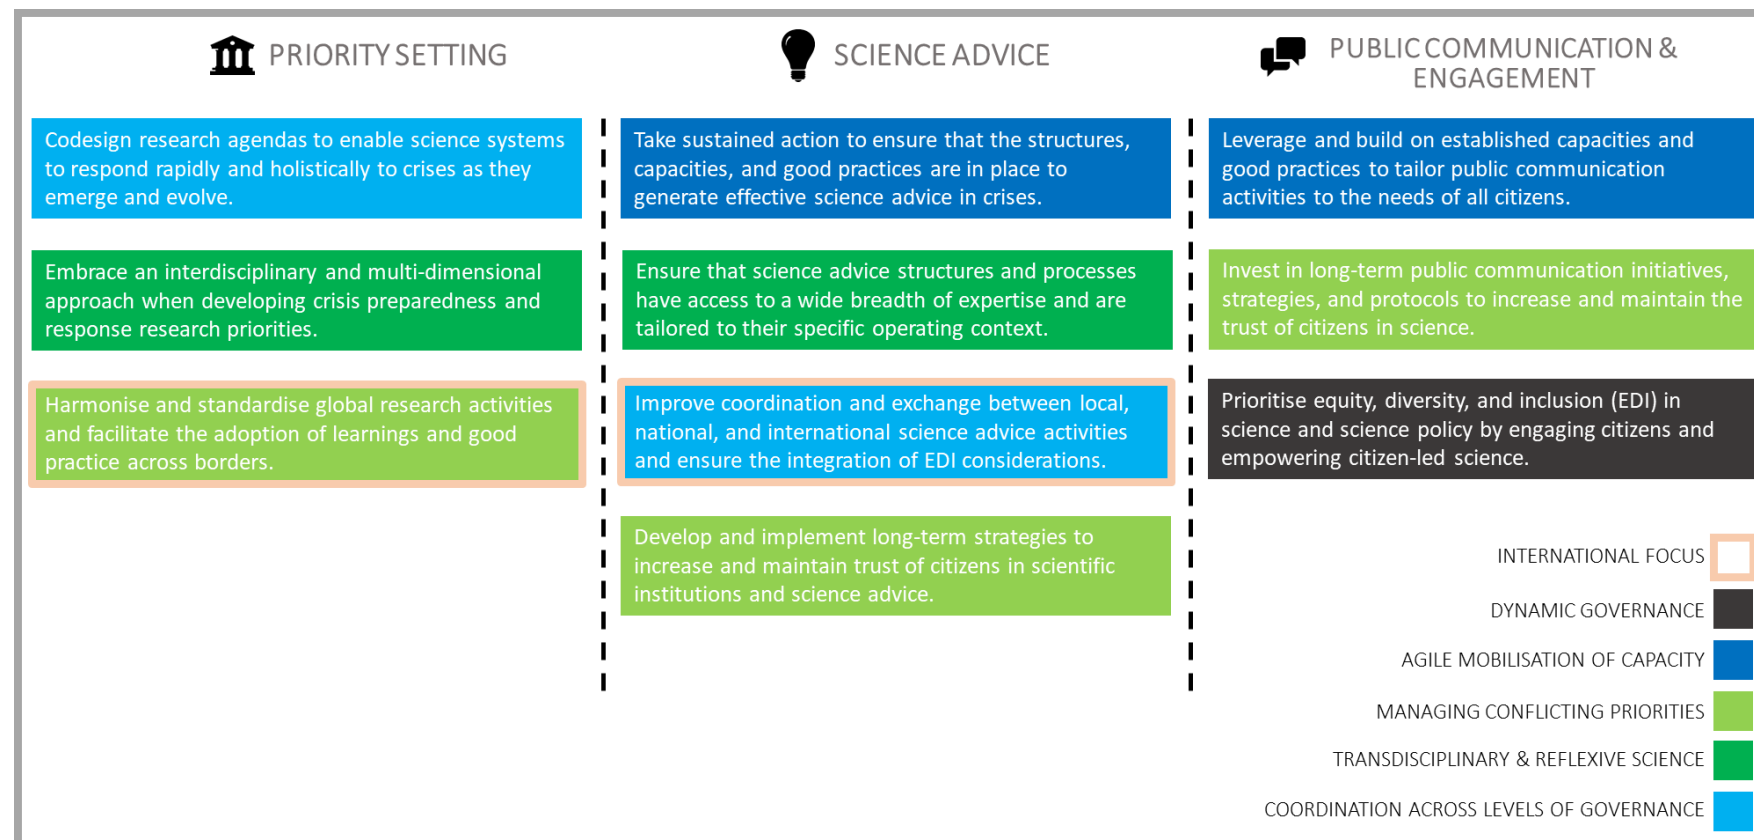 PRIORITY SETTING
Codesign research agendas to enable science systems
to respond rapidly and holistically to crises as they
emerge and evolve.
Embrace an interdisciplinary and multi-dimensional
approach when developing crisis preparedness and
response research priorities.
Harmonise and standardise global research activities
and facilitate the adoption of learnings and good
practice across borders.
SCIENCE ADVICE
Take sustained action to ensure that the structures,
capacities, and good practices are in place to
generate effective science advice in crises.
Ensure that science advice structures and processes
have access to a wide breadth of expertise and are
tailored to their specific operating context.
Improve coordination and exchange between local,
national, and international science advice activities
and ensure the integration of EDI considerations.
Develop and implement long-term strategies to
increase and maintain trust of citizens in scientific
institutions and science advice.
PUBLIC COMMUNICATION &
ENGAGEMENT
Leverage and build on established capacities and
good practices to tailor public communication
activities to the needs of all citizens.
Invest in long-term public communication initiatives,
strategies, and protocols to increase and maintain the
trust of citizens in science.
Prioritise equity, diversity, and inclusion (EDI) in
science and science policy by engaging citizens and
empowering citizen-led science.
INTERNATIONAL FOCUS
DYNAMIC GOVERNANCE
AGILE MOBILISATION OF CAPACITY
MANAGING CONFLICTING PRIORITIES
TRANSDISCIPLINARY & REFLEXIVE SCIENCE
COORDINATION ACROSS LEVELS OF GOVERNANCE